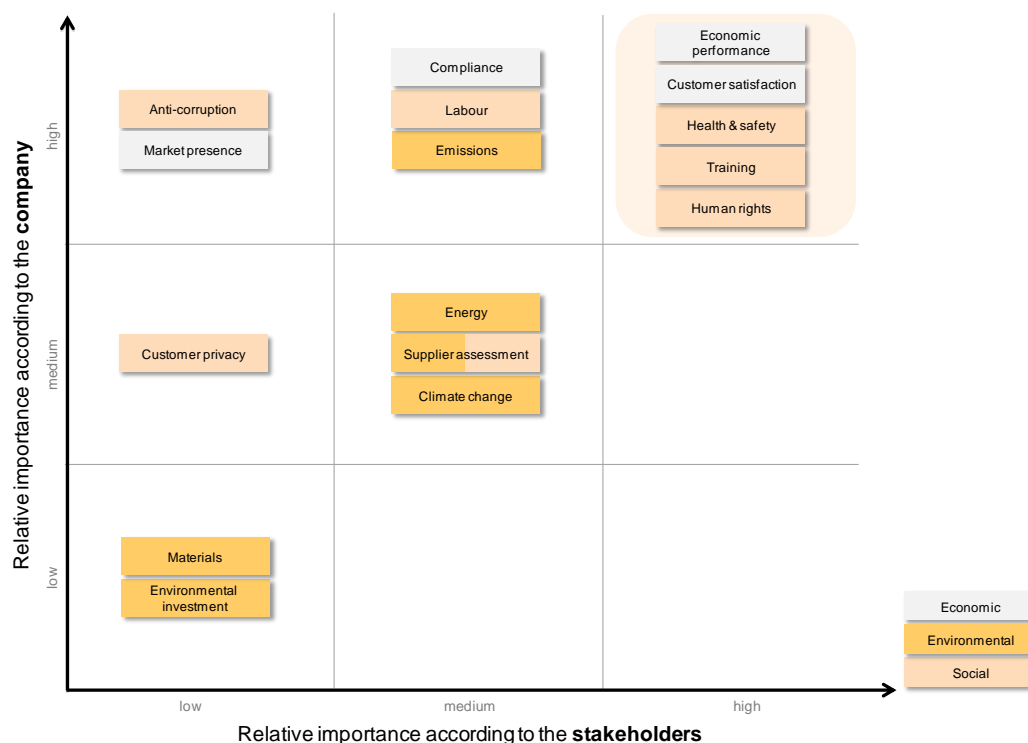 Relative importance according to the company
high
medium
low
Anti-corruption
Market presence
Compliance
Labour
Emissions
Economic
performance
Customer satisfaction
Health & safety
Training
Human rights
Customer privacy
Energy
Supplier assessment
Climate change
Materials
Environmental
investment
Economic
Environmental
Social
low
medium
high
Relative importance according to the stakeholders